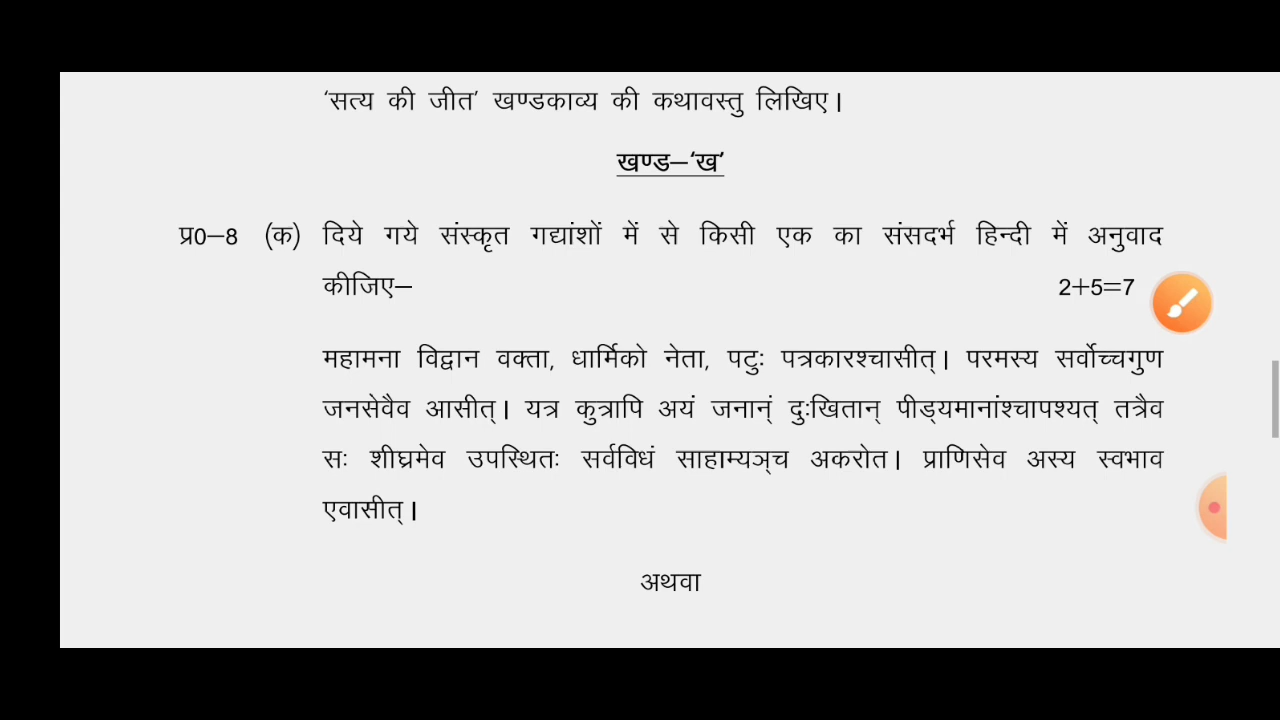 ‘सत्य की जीत’ खण्डकाव्य की कथावस्तु लिखिए।
खण्ड–‘ख’
प्र0–8 (क) दिये गये संस्कृत गद्यांशों में से किसी एक का संसदर्भ हिन्दी में अनुवाद
कीजिए– 2+5=7
महामना विद्वान वक्ता, धार्मिको नेता, पटुः पत्रकारश्चासीत्। परमस्य सर्वोच्चगुण
जनसेवैव आसीत्। यत्र कुत्रापि अयं जनान्ं दुःखितान् पीड्यमानांश्चापश्यत् तत्रैव
सः शीघ्रमेव उपस्थितः सर्वविधं साहाम्यञ्च अकरोत। प्राणिसेव अस्य स्वभाव
एवासीत्।
अथवा